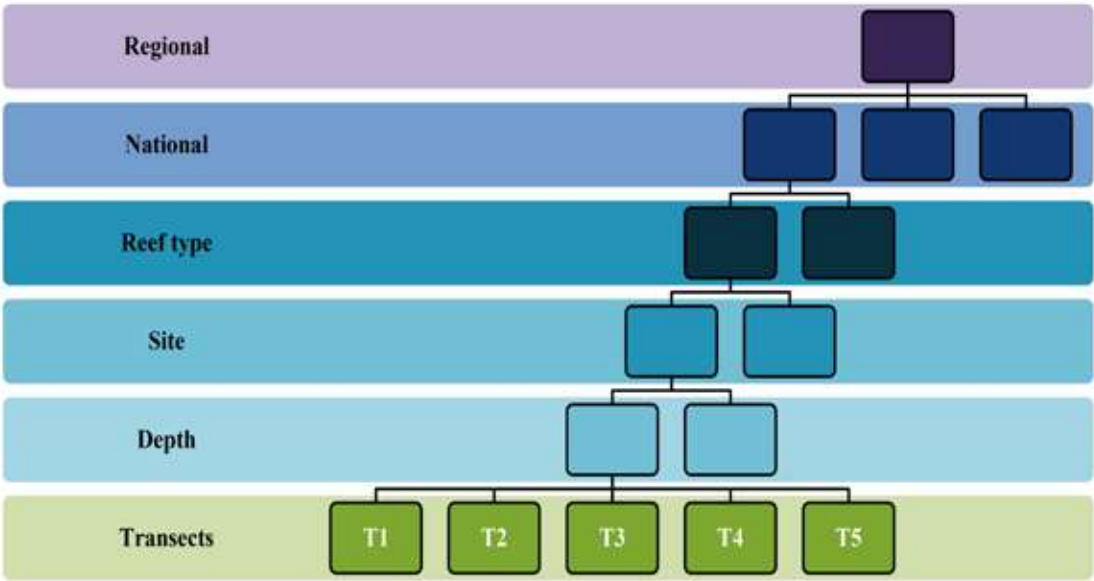 Regional
National
Reef type
Site
Depth
Transects T1 T2 T3 T4 T5